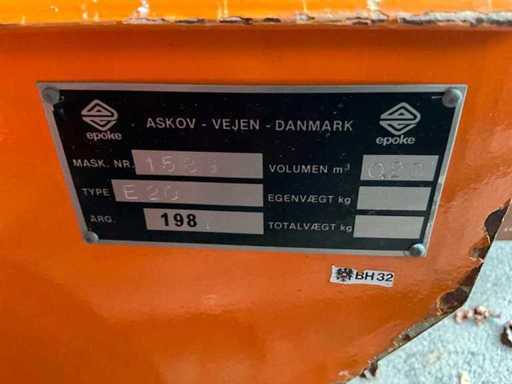 epoke
ASKOV - VEJEN - DANMARK
epoke
MASK. NR.
VOLUMEN m³
TYPE E 20
EGENVÆGT kg
ÅRG. 198
TOTALVÆGT kg
BH 32